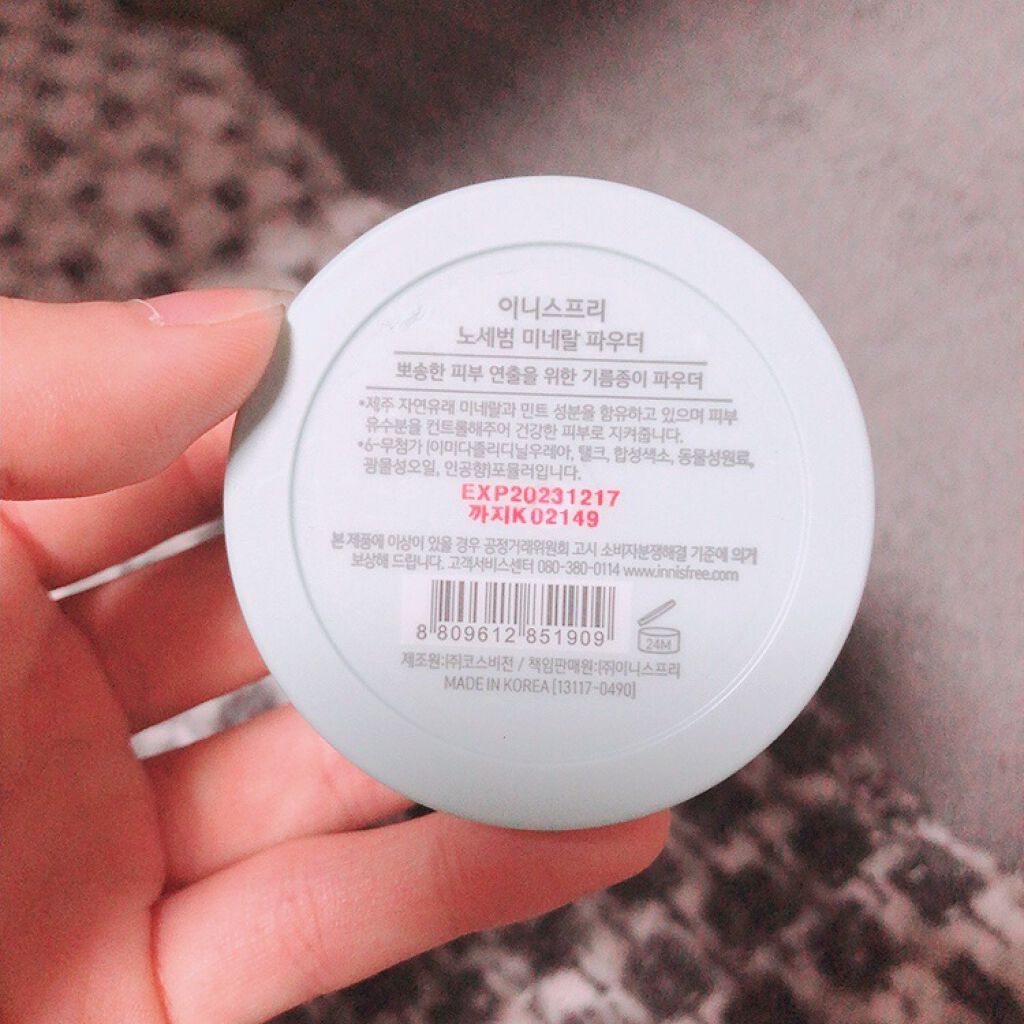 이니스프리
노세범 미네랄 파우더
뽀송한 피부 연출을 위한 기름종이 파우더
•제주 자연유래 미네랄과 민트 성분을 함유하고 있으며 피부
유수분을 컨트롤해주어 건강한 피부로 지켜줍니다.
•6-무첨가 (이미다졸리디닐우레아, 탤크, 합성색소, 동물성원료,
광물성오일, 인공향)포뮬러입니다.
EXP20231217
까지K02149
본 제품에 이상이 있을 경우 공정거래위원회 고시 소비자분쟁해결 기준에 의거
보상해 드립니다. 고객서비스센터 080-380-0114 www.innisfree.com
8 809612 851909
24M
제조원:(주)코스비전 / 책임판매원:(주)이니스프리
MADE IN KOREA [13117-0490]